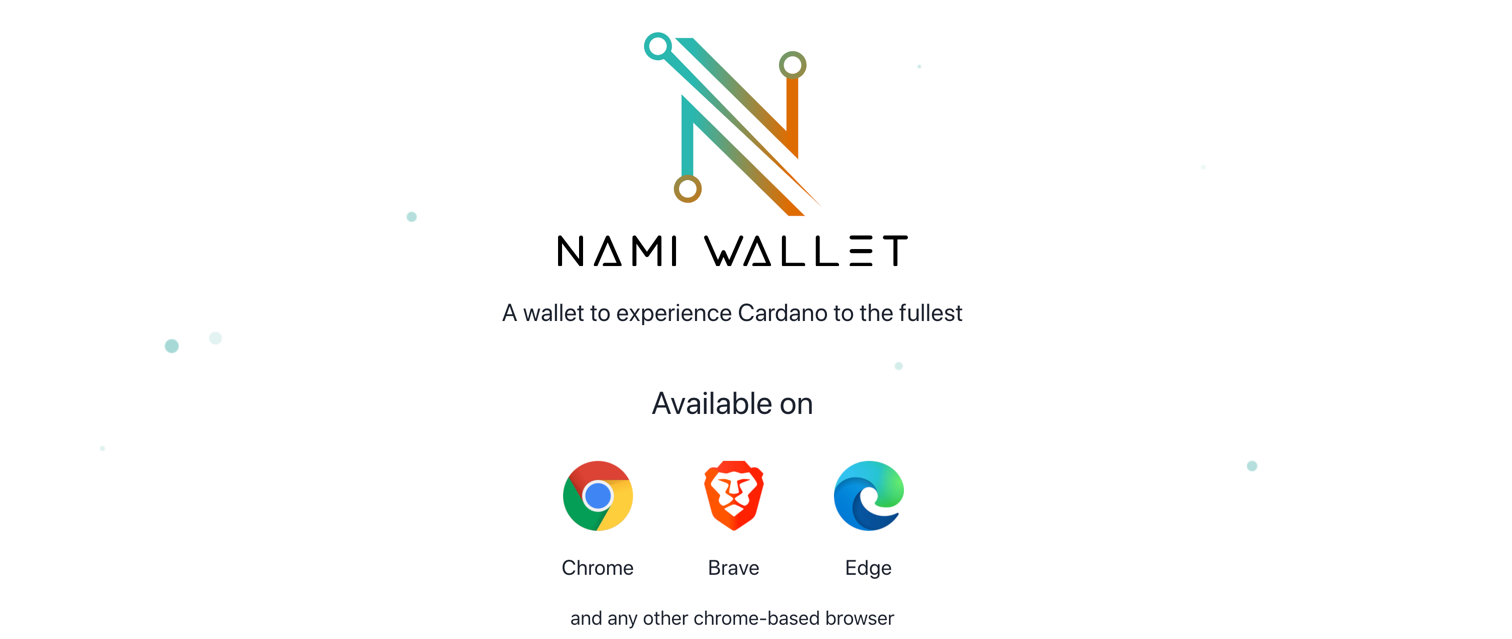 NAMI WALLET
A wallet to experience Cardano to the fullest
Available on
Chrome
Brave
Edge
and any other chrome-based browser